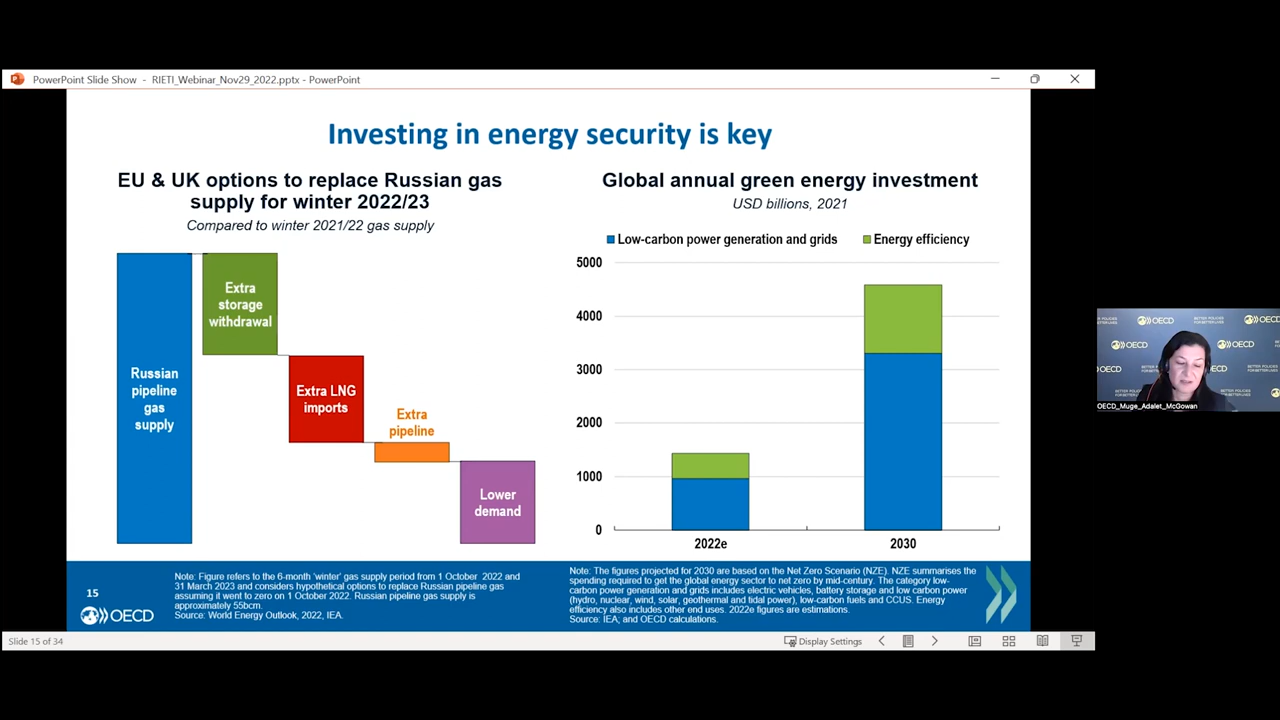 PowerPoint Slide Show - RIETI_Webinar_Nov29_2022.pptx - PowerPoint
Investing in energy security is key
EU & UK options to replace Russian gas
supply for winter 2022/23
Compared to winter 2021/22 gas supply
Russian
pipeline
gas
supply
Extra
storage
withdrawal
Extra LNG
imports
Extra
pipeline
Lower
demand
Global annual green energy investment
USD billions, 2021
Low-carbon power generation and grids
Energy efficiency
5000
4000
3000
2000
1000
0
2022e
2030
15
OECD
Note: Figure refers to the 6-month 'winter' gas supply period from 1 October 2022 and
31 March 2023 and considers hypothetical options to replace Russian pipeline gas
assuming it went to zero on 1 October 2022. Russian pipeline gas supply is
approximately 55bcm.
Source: World Energy Outlook, 2022, IEA.
Note: The figures projected for 2030 are based on the Net Zero Scenario (NZE). NZE summarises the
spending required to get the global energy sector to net zero by mid-century. The category low-
carbon power generation and grids includes electric vehicles, battery storage and low carbon power
(hydro, nuclear, wind, solar, geothermal and tidal power), low-carbon fuels and CCUS. Energy
efficiency also includes other end uses. 2022e figures are estimations.
Source: IEA; and OECD calculations.
Slide 15 of 34
Display Settings
OECD
OECD
OECD
OECD
OECD
OECD_Muge_Adalet_McGowan